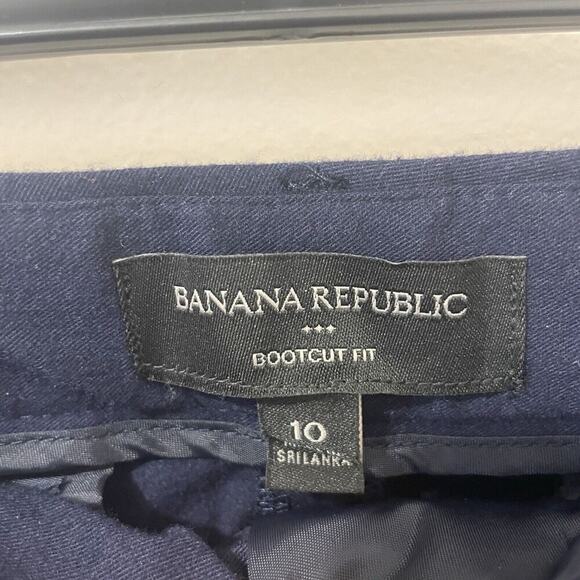 BANANA REPUBLIC
BOOTCUT FIT
10
SRI LANKA